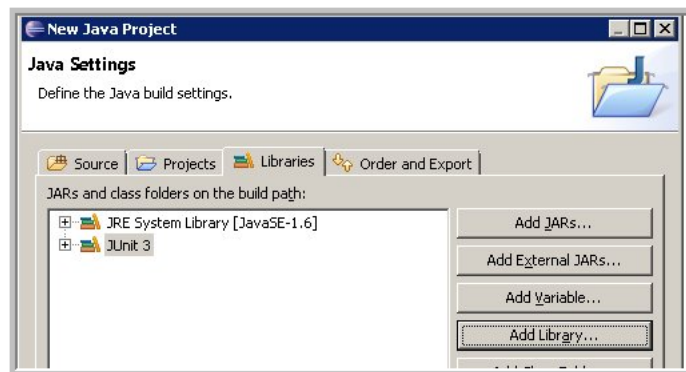 New Java Project
Java Settings
Define the Java build settings.
Source Projects Libraries Order and Export
JARs and class folders on the build path:
JRE System Library [JavaSE-1.6]
JUnit 3
Add JARs...
Add External JARs...
Add Variable...
Add Library...